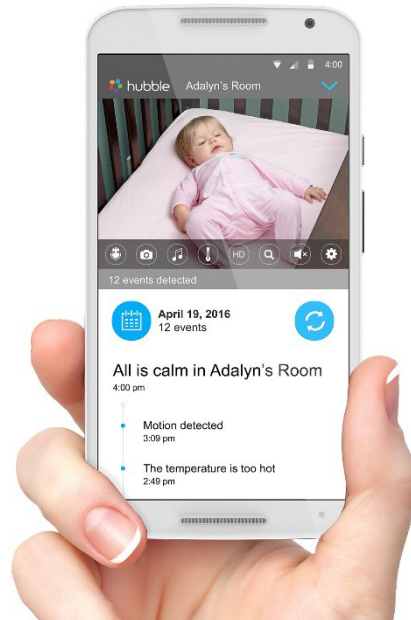 4:00
hubble Adalyn's Room
HD
12 events detected
April 19, 2016
12 events
All is calm in Adalyn's Room
4:00 pm
Motion detected
3:09 pm
The temperature is too hot
2:49 pm